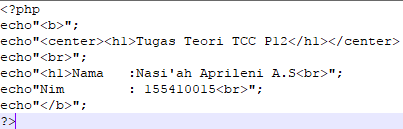 <?php
echo"<b>";
echo"<center><h1>Tugas Teori TCC P12</h1></center>
echo"<br>";
echo"<h1>Nama   :Nasi'ah Aprileni A.S<br>";
echo"Nim        : 155410015<br>";
echo"</b>";
?>